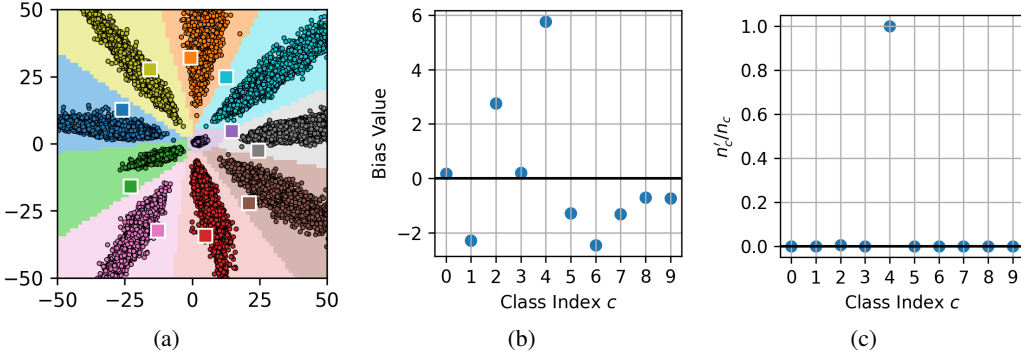 50
25
0
−25
−50
−50 −25 0 25 50
(a)
Bias Value
6
4
2
0
−2
0 1 2 3 4 5 6 7 8 9
Class Index c
(b)
n′c/nc
1.0
0.8
0.6
0.4
0.2
0.0
0 1 2 3 4 5 6 7 8 9
Class Index c
(c)